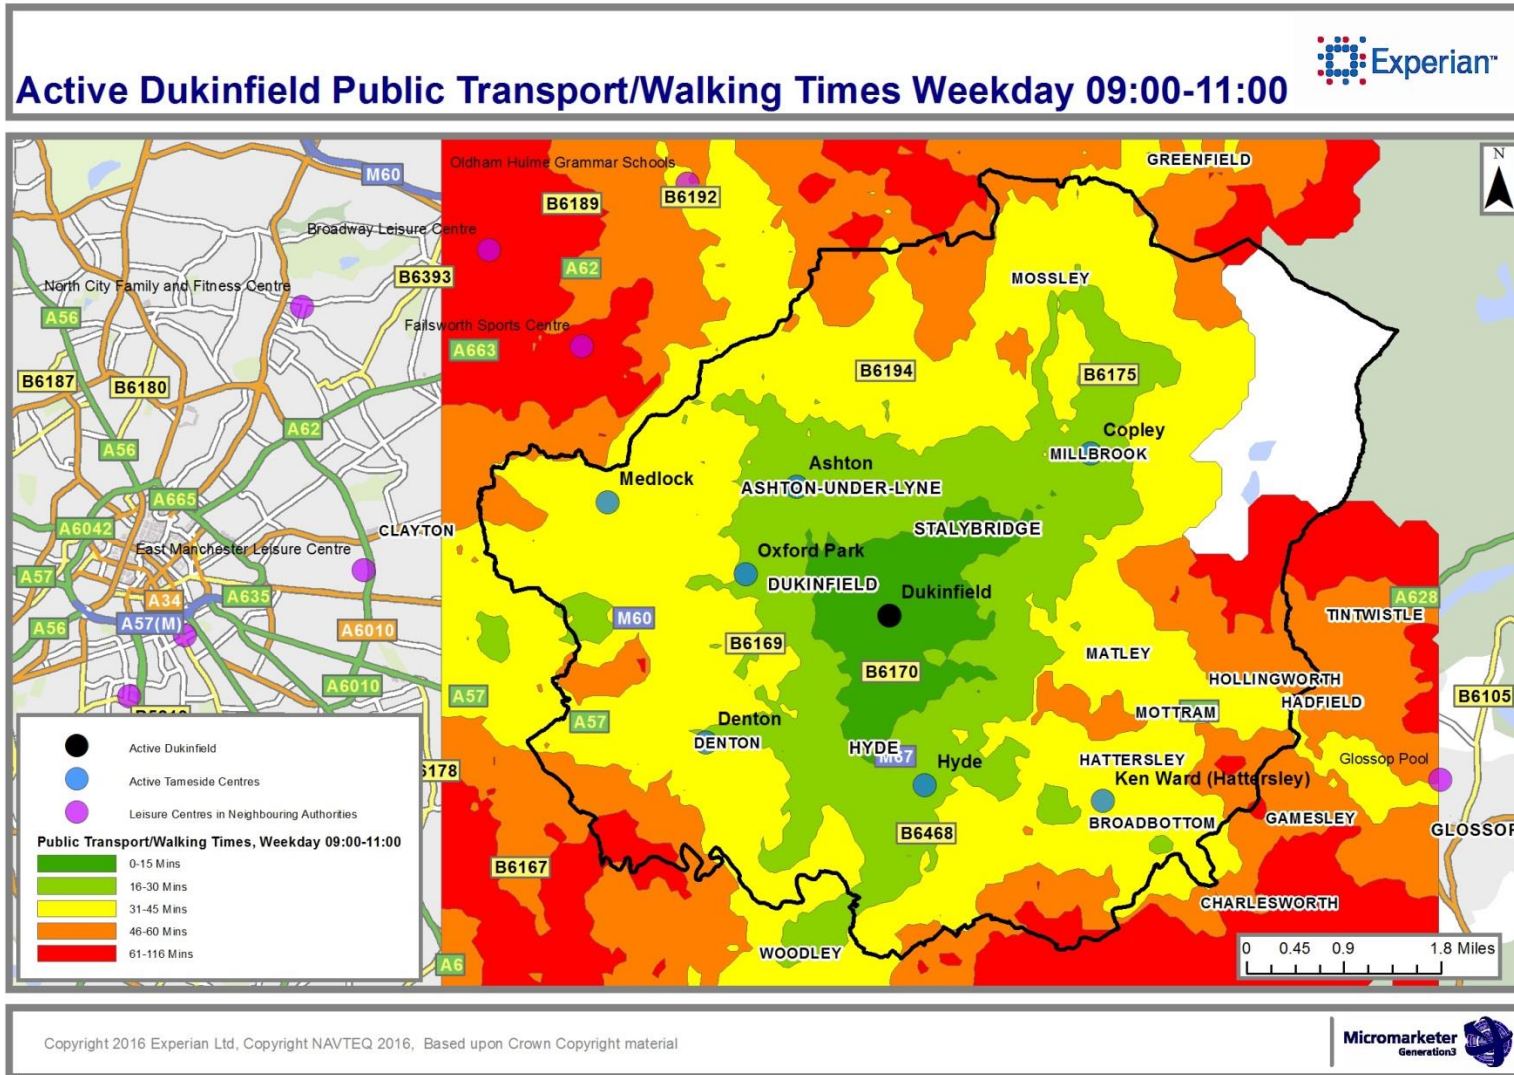 Active Dukinfield Public Transport/Walking Times Weekday 09:00-11:00
Experian™
N
GREENFIELD
Oldham Hulme Grammar Schools
M60
B6189
B6192
Broadway Leisure Centre
A62
B6393
MOSSLEY
North City Family and Fitness Centre
A56
Failsworth Sports Centre
A663
B6187
B6180
B6194
B6175
A62
A56
Copley
MILLBROOK
Ashton
ASHTON-UNDER-LYNE
Medlock
A665
A6042
CLAYTON
STALYBRIDGE
East Manchester Leisure Centre
Oxford Park
DUKINFIELD
Dukinfield
A57
A34
A635
A628
TINTWISTLE
A56
A57(M)
A6010
M60
B6169
MATLEY
B6170
HOLLINGWORTH
HADFIELD
A6010
A57
B6105
MOTTRAM
A57
Denton
DENTON
HYDE
M67
Hyde
HATTERSLEY
Ken Ward (Hattersley)
Glossop Pool
6178
BROADBOTTOM
GAMESLEY
GLOSSOP
B6468
B6167
CHARLESWORTH
WOODLEY
A6
Active Dukinfield
Active Tameside Centres
Leisure Centres in Neighbouring Authorities
Public Transport/Walking Times, Weekday 09:00-11:00
0-15 Mins
16-30 Mins
31-45 Mins
46-60 Mins
61-116 Mins
0 0.45 0.9 1.8 Miles
Copyright 2016 Experian Ltd, Copyright NAVTEQ 2016, Based upon Crown Copyright material
Micromarketer
Generation3